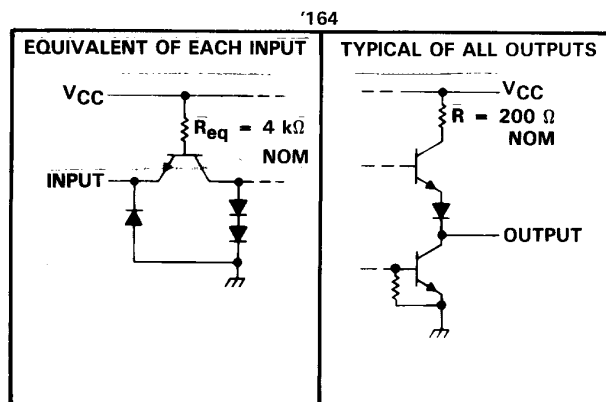 '164
EQUIVALENT OF EACH INPUT
VCC
Req = 4 kΩ
NOM
INPUT
TYPICAL OF ALL OUTPUTS
VCC
R = 200 Ω
NOM
OUTPUT